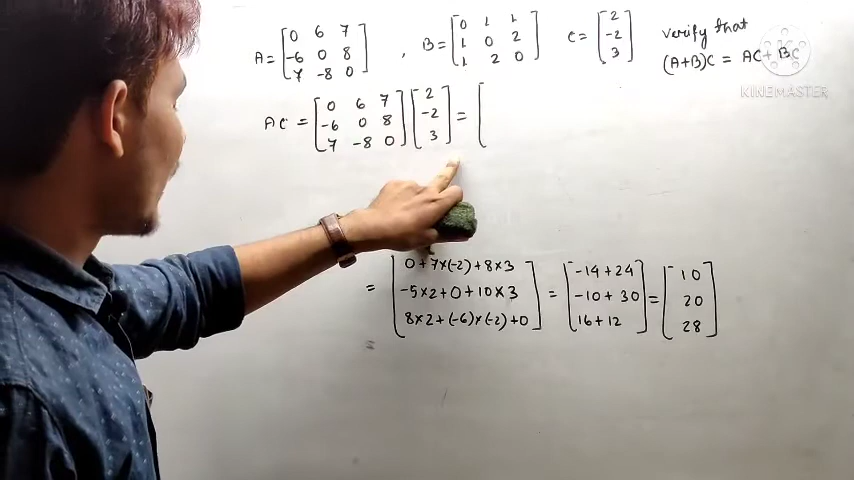 A = [0 6 7 / -6 0 8 / 7 -8 0] , B = [0 1 1 / 1 0 2 / 1 2 0] C = [2 / -2 / 3] verify that
(A+B)C = AC + BC
KINEMASTER
AC = [0 6 7 / -6 0 8 / 7 -8 0] [2 / -2 / 3] = [
= [0+7×(-2)+8×3 / -5×2+0+10×3 / 8×2+(-6)×(-2)+0] = [-14+24 / -10+30 / 16+12] = [10 / 20 / 28]
=